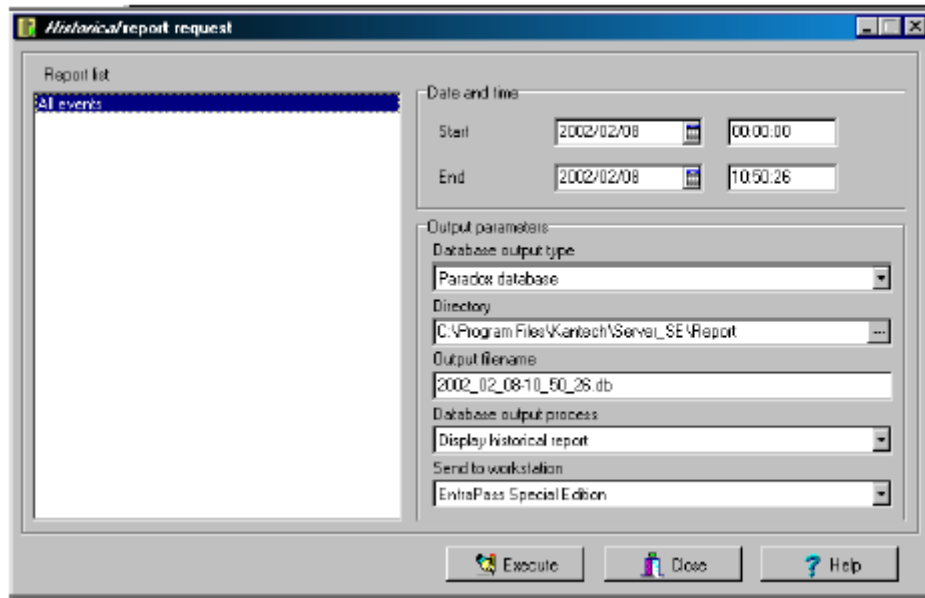 Historical report request
Report list
All events
Date and time
Start 2002/02/08 00:00:00
End 2002/02/08 10:50:26
Output parameters
Database output type
Paradox database
Directory
C:\Program Files\Kantech\Server_SE\Report ...
Output filename
2002_02_08-10_50_26.db
Database output process
Display historical report
Send to workstation
EntraPass Special Edition
Execute Close ? Help